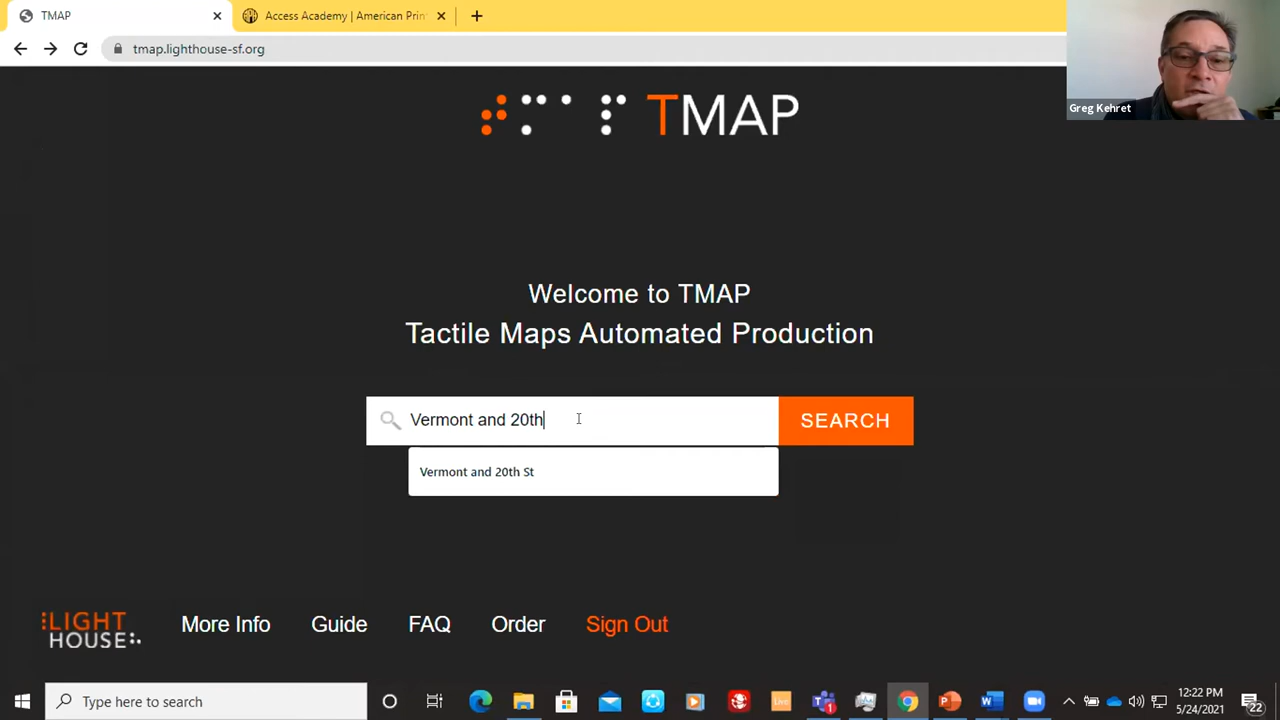 TMAP
Access Academy | American Prin
tmap.lighthouse-sf.org
Greg Kehret
TMAP
Welcome to TMAP
Tactile Maps Automated Production
Vermont and 20th
SEARCH
Vermont and 20th St
LIGHT
HOUSE
More Info
Guide
FAQ
Order
Sign Out
Type here to search
12:22 PM
5/24/2021
22